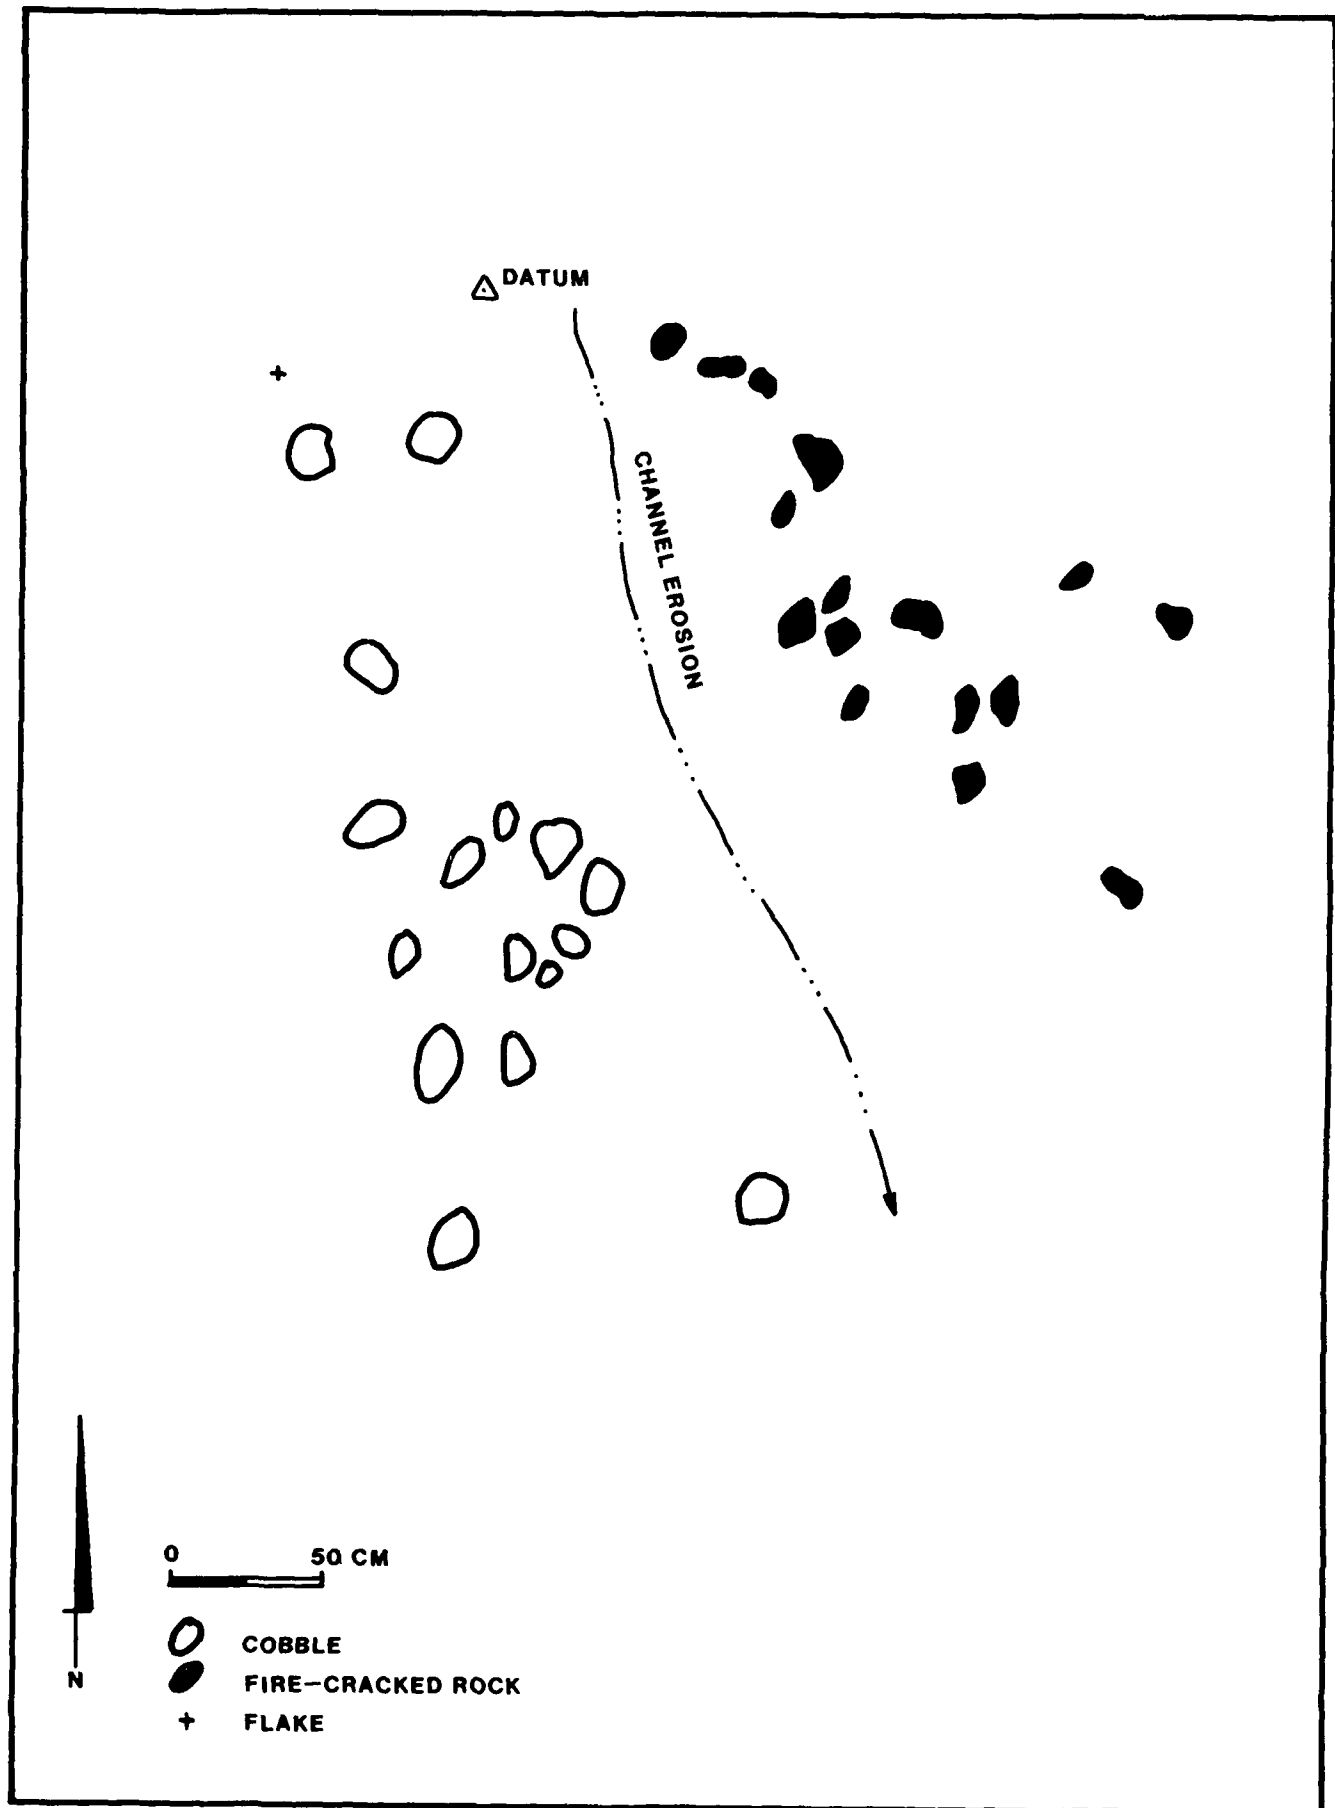 DATUM
CHANNEL EROSION
0 50 CM
COBBLE
FIRE-CRACKED ROCK
+ FLAKE
N